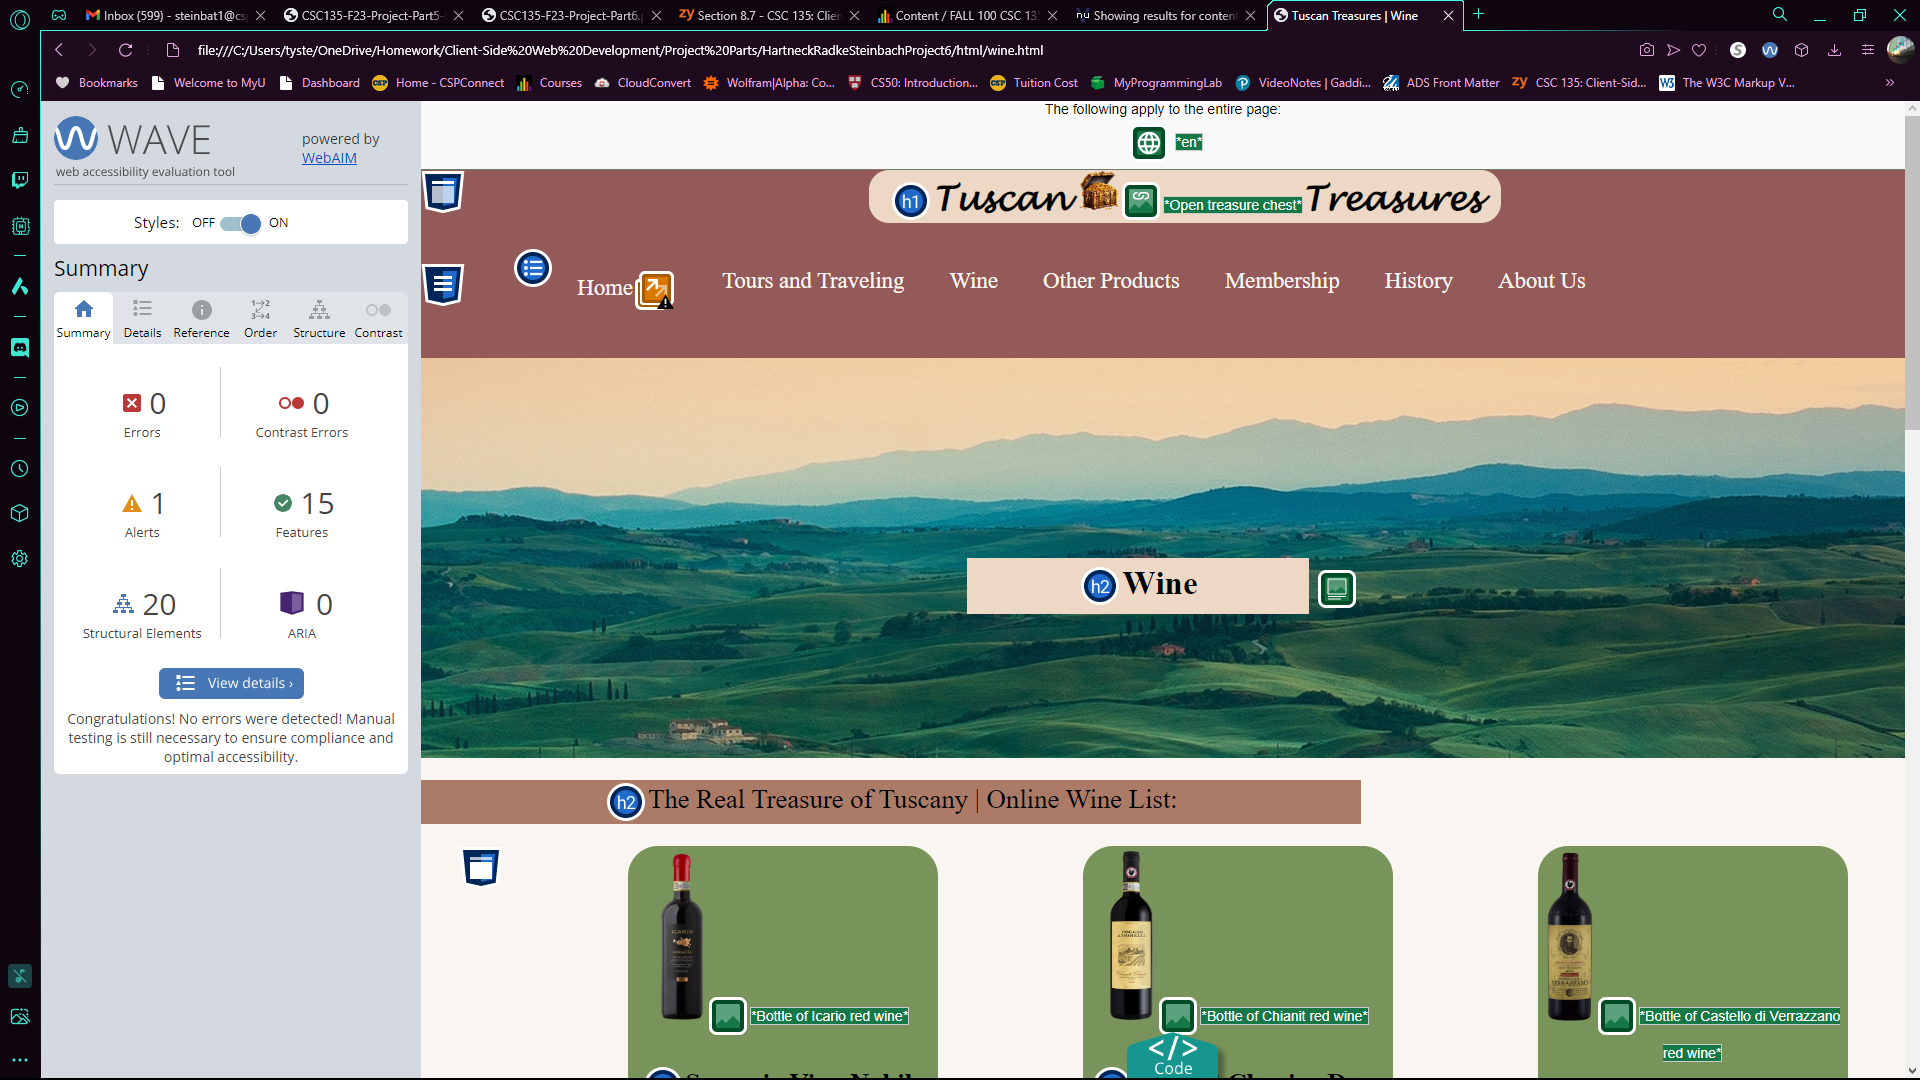 Inbox (599) - steinbat1@cs
CSC135-F23-Project-Part5-
CSC135-F23-Project-Part6.p
zy Section 8.7 - CSC 135: Clien
Content / FALL 100 CSC 13
Showing results for conten
Tuscan Treasures | Wine
file:///C:/Users/tyste/OneDrive/Homework/Client-Side%20Web%20Development/Project%20Parts/HartneckRadkeSteinbachProject6/html/wine.html
Bookmarks
Welcome to MyU
Dashboard
CSP Home - CSPConnect
Courses
CloudConvert
Wolfram|Alpha: Co...
CS50: Introduction...
CSP Tuition Cost
MyProgrammingLab
VideoNotes | Gaddi...
ADS Front Matter
zy CSC 135: Client-Sid...
W3 The W3C Markup V...
WAVE
powered by
WebAIM
web accessibility evaluation tool
Styles: OFF ON
Summary
Summary Details Reference Order Structure Contrast
0 Errors
0 Contrast Errors
1 Alerts
15 Features
20 Structural Elements
0 ARIA
View details ›
Congratulations! No errors were detected! Manual
testing is still necessary to ensure compliance and
optimal accessibility.
The following apply to the entire page:
*en*
h1 Tuscan *Open treasure chest* Treasures
Home Tours and Traveling Wine Other Products Membership History About Us
h2 Wine
h2 The Real Treasure of Tuscany | Online Wine List:
*Bottle of Icario red wine*
*Bottle of Chianit red wine*
*Bottle of Castello di Verrazzano
red wine*
</> Code